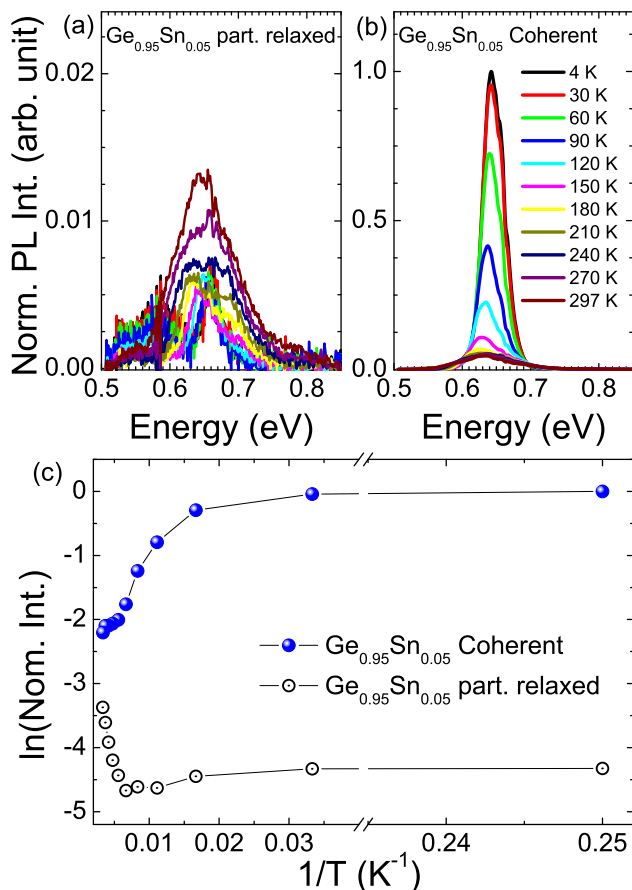 (a)
Ge0.95Sn0.05 part. relaxed
Norm. PL Int. (arb. unit)
0.02
0.01
0.00
0.5 0.6 0.7 0.8
Energy (eV)
(b)
Ge0.95Sn0.05 Coherent
4 K
30 K
60 K
90 K
120 K
150 K
180 K
210 K
240 K
270 K
297 K
1.0
0.5
0.0
0.5 0.6 0.7 0.8
Energy (eV)
(c)
ln(Nom. Int.)
0
-1
-2
-3
-4
-5
Ge0.95Sn0.05 Coherent
Ge0.95Sn0.05 part. relaxed
0.01 0.02 0.03 0.24 0.25
1/T (K-1)